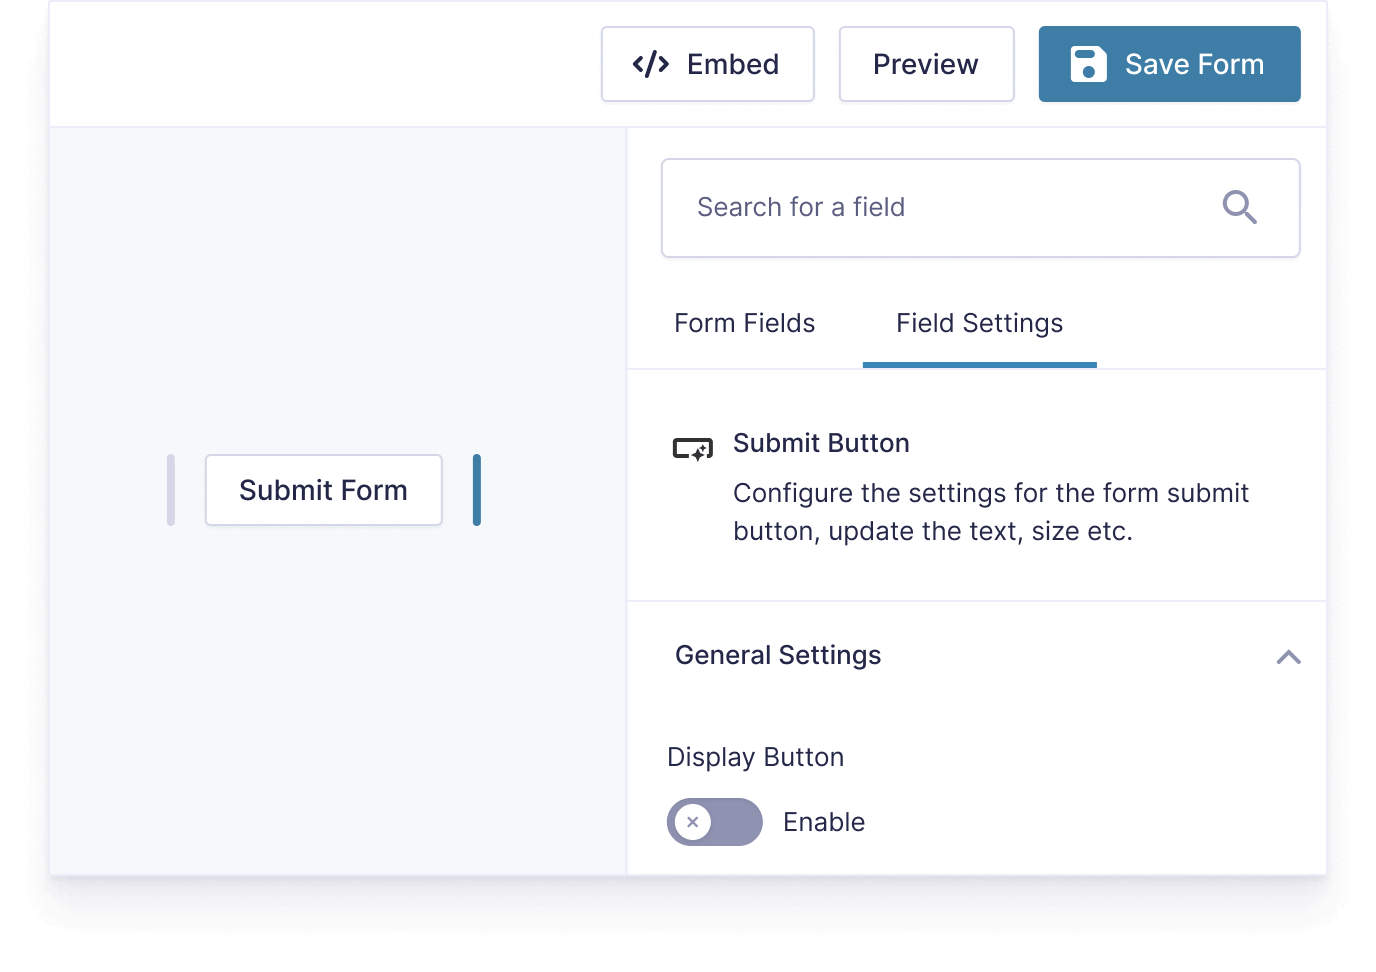 </> Embed
Preview
Save Form
Search for a field
Form Fields
Field Settings
Submit Form
Submit Button
Configure the settings for the form submit
button, update the text, size etc.
General Settings
Display Button
Enable